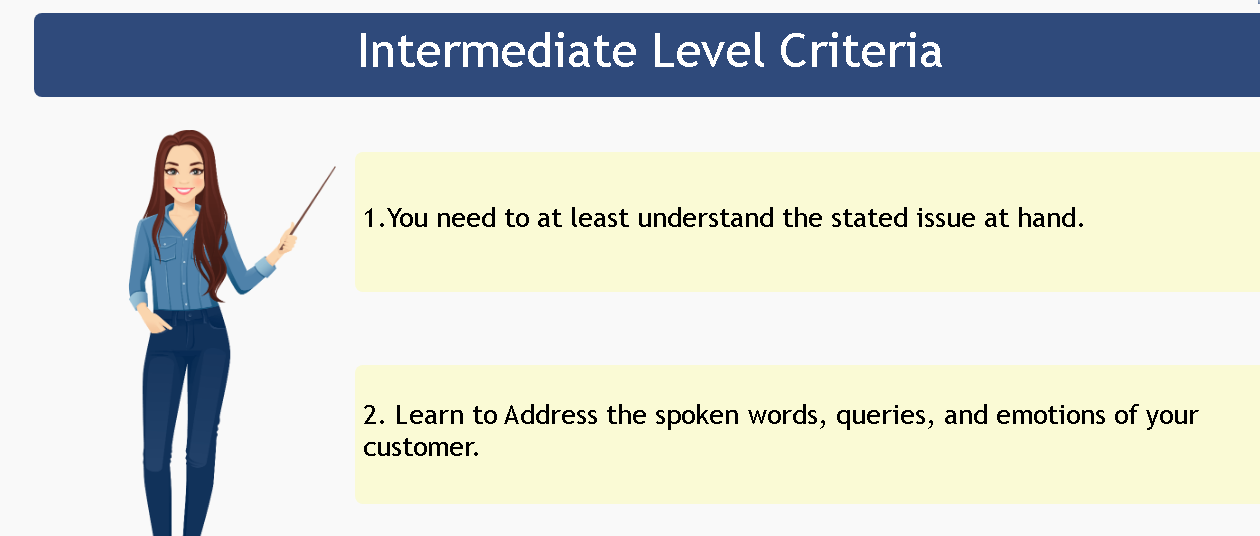 Intermediate Level Criteria
1.You need to at least understand the stated issue at hand.
2. Learn to Address the spoken words, queries, and emotions of your
customer.